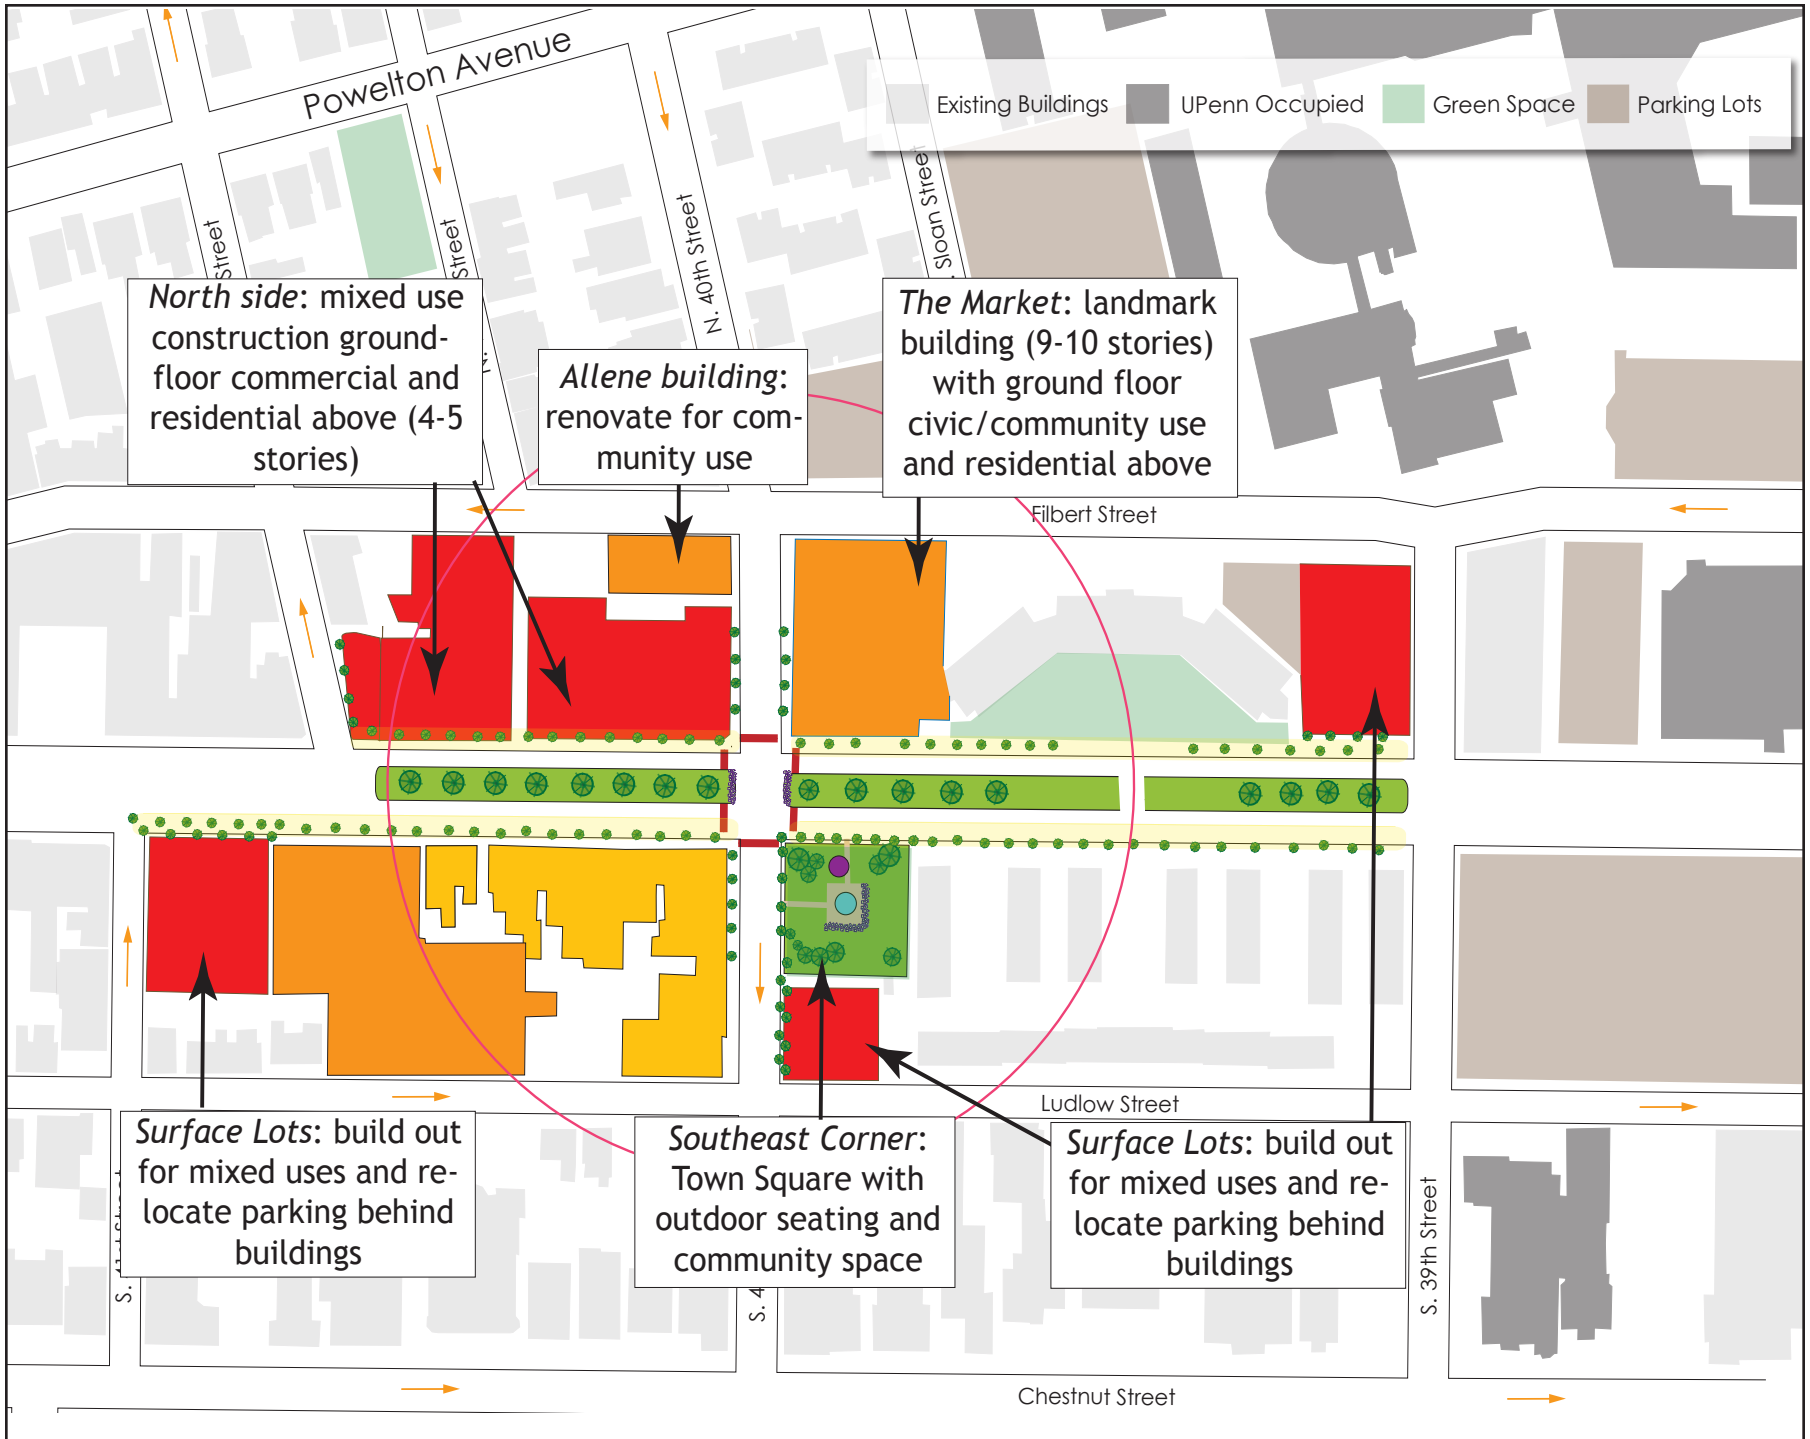 Powelton Avenue
Existing Buildings
UPenn Occupied
Green Space
Parking Lots
Street
Street
N. 40th Street
Sloan Street
North side: mixed use
construction ground-
floor commercial and
residential above (4-5
stories)
Allene building:
renovate for com-
munity use
The Market: landmark
building (9-10 stories)
with ground floor
civic/community use
and residential above
Filbert Street
Ludlow Street
Surface Lots: build out
for mixed uses and re-
locate parking behind
buildings
Southeast Corner:
Town Square with
outdoor seating and
community space
Surface Lots: build out
for mixed uses and re-
locate parking behind
buildings
S. 4
S. 39th Street
Chestnut Street